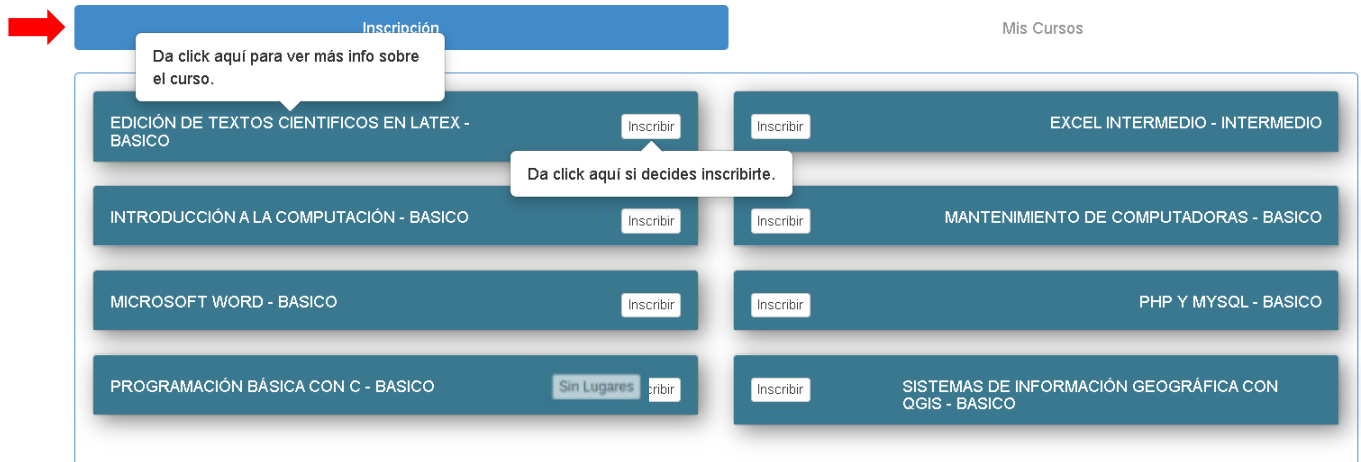 Inscripción
Mis Cursos
Da click aquí para ver más info sobre
el curso.
EDICIÓN DE TEXTOS CIENTIFICOS EN LATEX -
BASICO
Inscribir
Inscribir
EXCEL INTERMEDIO - INTERMEDIO
Da click aquí si decides inscribirte.
INTRODUCCIÓN A LA COMPUTACIÓN - BASICO
Inscribir
Inscribir
MANTENIMIENTO DE COMPUTADORAS - BASICO
MICROSOFT WORD - BASICO
Inscribir
Inscribir
PHP Y MYSQL - BASICO
PROGRAMACIÓN BÁSICA CON C - BASICO
Sin Lugares
cribir
Inscribir
SISTEMAS DE INFORMACIÓN GEOGRÁFICA CON
QGIS - BASICO